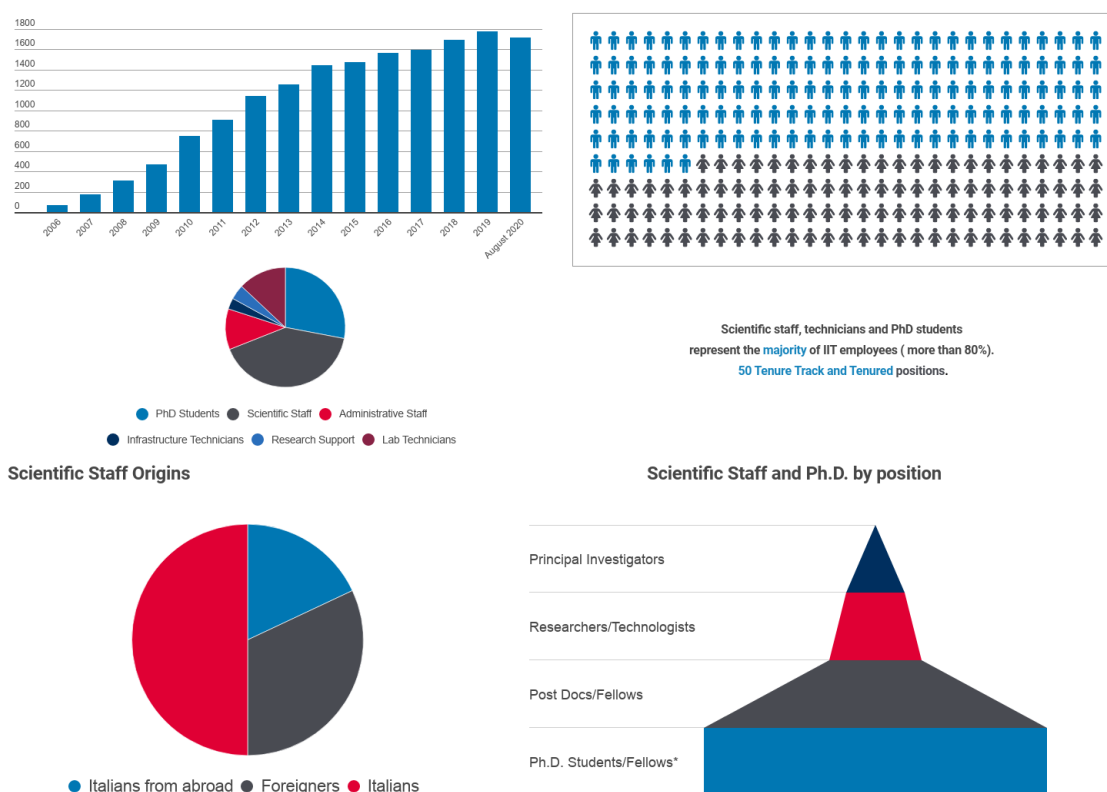 1800
1600
1400
1200
1000
800
600
400
200
0
2006
2007
2008
2009
2010
2011
2012
2013
2014
2015
2016
2017
2018
2019
August 2020
PhD Students Scientific Staff Administrative Staff
Infrastructure Technicians Research Support Lab Technicians
Scientific staff, technicians and PhD students
represent the majority of IIT employees ( more than 80%).
50 Tenure Track and Tenured positions.
Scientific Staff Origins
Italians from abroad Foreigners Italians
Scientific Staff and Ph.D. by position
Principal Investigators
Researchers/Technologists
Post Docs/Fellows
Ph.D. Students/Fellows*